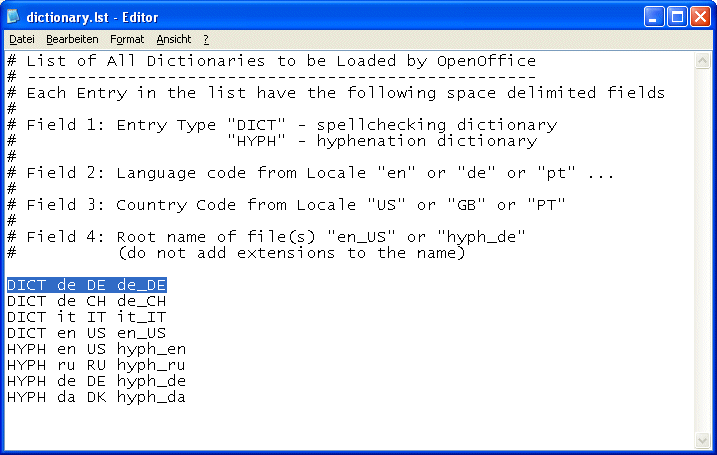 dictionary.lst - Editor
Datei Bearbeiten Format Ansicht ?
# List of All Dictionaries to be Loaded by OpenOffice
# ---------------------------------------------------
# Each Entry in the list have the following space delimited fields
#
# Field 1: Entry Type "DICT" - spellchecking dictionary
#                     "HYPH" - hyphenation dictionary
#
# Field 2: Language code from Locale "en" or "de" or "pt" ...
#
# Field 3: Country Code from Locale "US" or "GB" or "PT"
#
# Field 4: Root name of file(s) "en_US" or "hyph_de"
#          (do not add extensions to the name)
DICT de DE de_DE
DICT de CH de_CH
DICT it IT it_IT
DICT en US en_US
HYPH en US hyph_en
HYPH ru RU hyph_ru
HYPH de DE hyph_de
HYPH da DK hyph_da